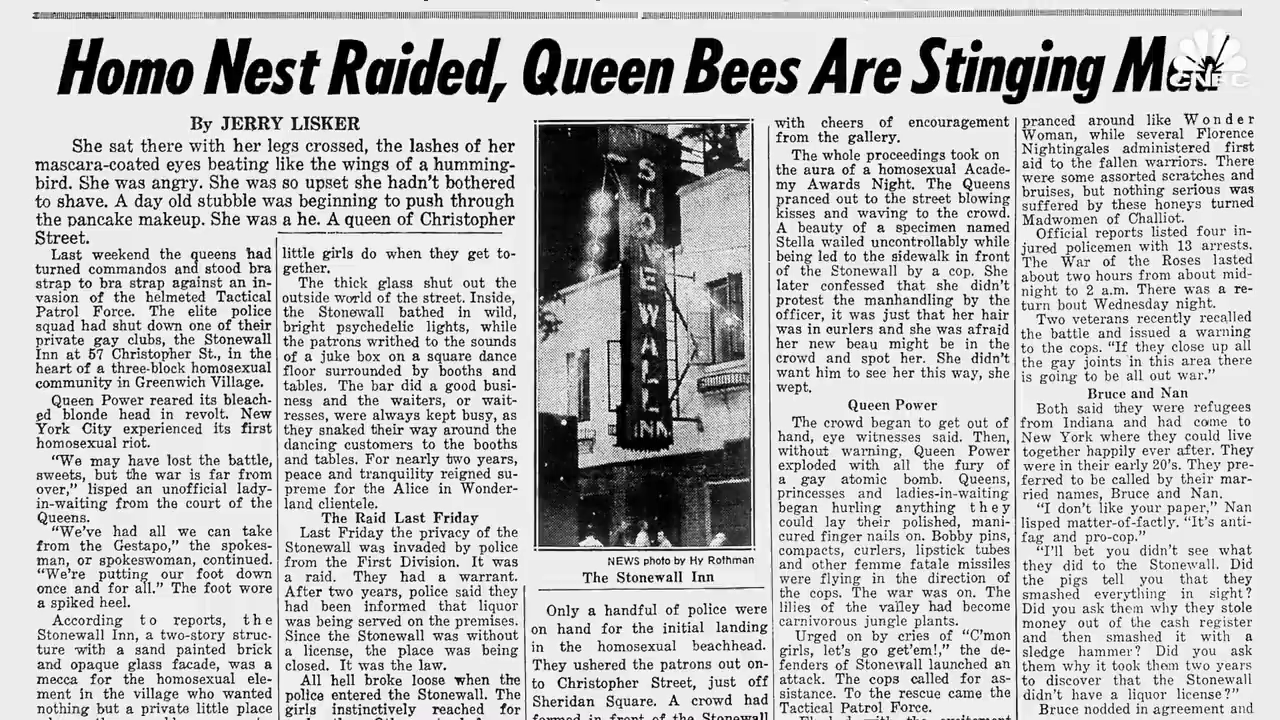 Homo Nest Raided, Queen Bees Are Stinging Mad
CNBC
By JERRY LISKER
She sat there with her legs crossed, the lashes of her
mascara-coated eyes beating like the wings of a humming-
bird. She was angry. She was so upset she hadn't bothered
to shave. A day old stubble was beginning to push through
the pancake makeup. She was a he. A queen of Christopher
Street.
Last weekend the queens had
turned commandos and stood bra
strap to bra strap against an in-
vasion of the helmeted Tactical
Patrol Force. The elite police
squad had shut down one of their
private gay clubs, the Stonewall
Inn at 57 Christopher St., in the
heart of a three-block homosexual
community in Greenwich Village.
Queen Power reared its bleach-
ed blonde head in revolt. New
York City experienced its first
homosexual riot.
"We may have lost the battle,
sweets, but the war is far from
over," lisped an unofficial lady-
in-waiting from the court of the
Queens.
"We've had all we can take
from the Gestapo," the spokes-
man, or spokeswoman, continued.
"We're putting our foot down
once and for all." The foot wore
a spiked heel.
According to reports, the
Stonewall Inn, a two-story struc-
ture with a sand painted brick
and opaque glass facade, was a
mecca for the homosexual ele-
ment in the village who wanted
nothing but a private little place
little girls do when they get to-
gether.
The thick glass shut out the
outside world of the street. Inside,
the Stonewall bathed in wild,
bright psychedelic lights, while
the patrons writhed to the sounds
of a juke box on a square dance
floor surrounded by booths and
tables. The bar did a good busi-
ness and the waiters, or wait-
resses, were always kept busy, as
they snaked their way around the
dancing customers to the booths
and tables. For nearly two years,
peace and tranquility reigned su-
preme for the Alice in Wonder-
land clientele.
The Raid Last Friday
Last Friday the privacy of the
Stonewall was invaded by police
from the First Division. It was
a raid. They had a warrant.
After two years, police said they
had been informed that liquor
was being served on the premises.
Since the Stonewall was without
a license, the place was being
closed. It was the law.
All hell broke loose when the
police entered the Stonewall. The
girls instinctively reached for
STONEWALL
INN
NEWS photo by Hy Rothman
The Stonewall Inn
Only a handful of police were
on hand for the initial landing
in the homosexual beachhead.
They ushered the patrons out on-
to Christopher Street, just off
Sheridan Square. A crowd had
formed in front of the Stonewall
with cheers of encouragement
from the gallery.
The whole proceedings took on
the aura of a homosexual Acade-
my Awards Night. The Queens
pranced out to the street blowing
kisses and waving to the crowd.
A beauty of a specimen named
Stella wailed uncontrollably while
being led to the sidewalk in front
of the Stonewall by a cop. She
later confessed that she didn't
protest the manhandling by the
officer, it was just that her hair
was in curlers and she was afraid
her new beau might be in the
crowd and spot her. She didn't
want him to see her this way, she
wept.
Queen Power
The crowd began to get out of
hand, eye witnesses said. Then,
without warning, Queen Power
exploded with all the fury of
a gay atomic bomb. Queens,
princesses and ladies-in-waiting
began hurling anything they
could lay their polished, mani-
cured finger nails on. Bobby pins,
compacts, curlers, lipstick tubes
and other femme fatale missiles
were flying in the direction of
the cops. The war was on. The
lilies of the valley had become
carnivorous jungle plants.
Urged on by cries of "C'mon
girls, let's go get'em!," the de-
fenders of Stonewall launched an
attack. The cops called for as-
sistance. To the rescue came the
Tactical Patrol Force.
pranced around like Wonder
Woman, while several Florence
Nightingales administered first
aid to the fallen warriors. There
were some assorted scratches and
bruises, but nothing serious was
suffered by these honeys turned
Madwomen of Challiot.
Official reports listed four in-
jured policemen with 13 arrests.
The War of the Roses lasted
about two hours from about mid-
night to 2 a.m. There was a re-
turn bout Wednesday night.
Two veterans recently recalled
the battle and issued a warning
to the cops. "If they close up all
the gay joints in this area there
is going to be all out war."
Bruce and Nan
Both said they were refugees
from Indiana and had come to
New York where they could live
together happily ever after. They
were in their early 20's. They pre-
ferred to be called by their mar-
ried names, Bruce and Nan.
"I don't like your paper," Nan
lisped matter-of-factly. "It's anti-
fag and pro-cop."
"I'll bet you didn't see what
they did to the Stonewall. Did
the pigs tell you that they
smashed everything in sight?
Did you ask them why they stole
money out of the cash register
and then smashed it with a
sledge hammer? Did you ask
them why it took them two years
to discover that the Stonewall
didn't have a liquor license?"
Bruce nodded in agreement and